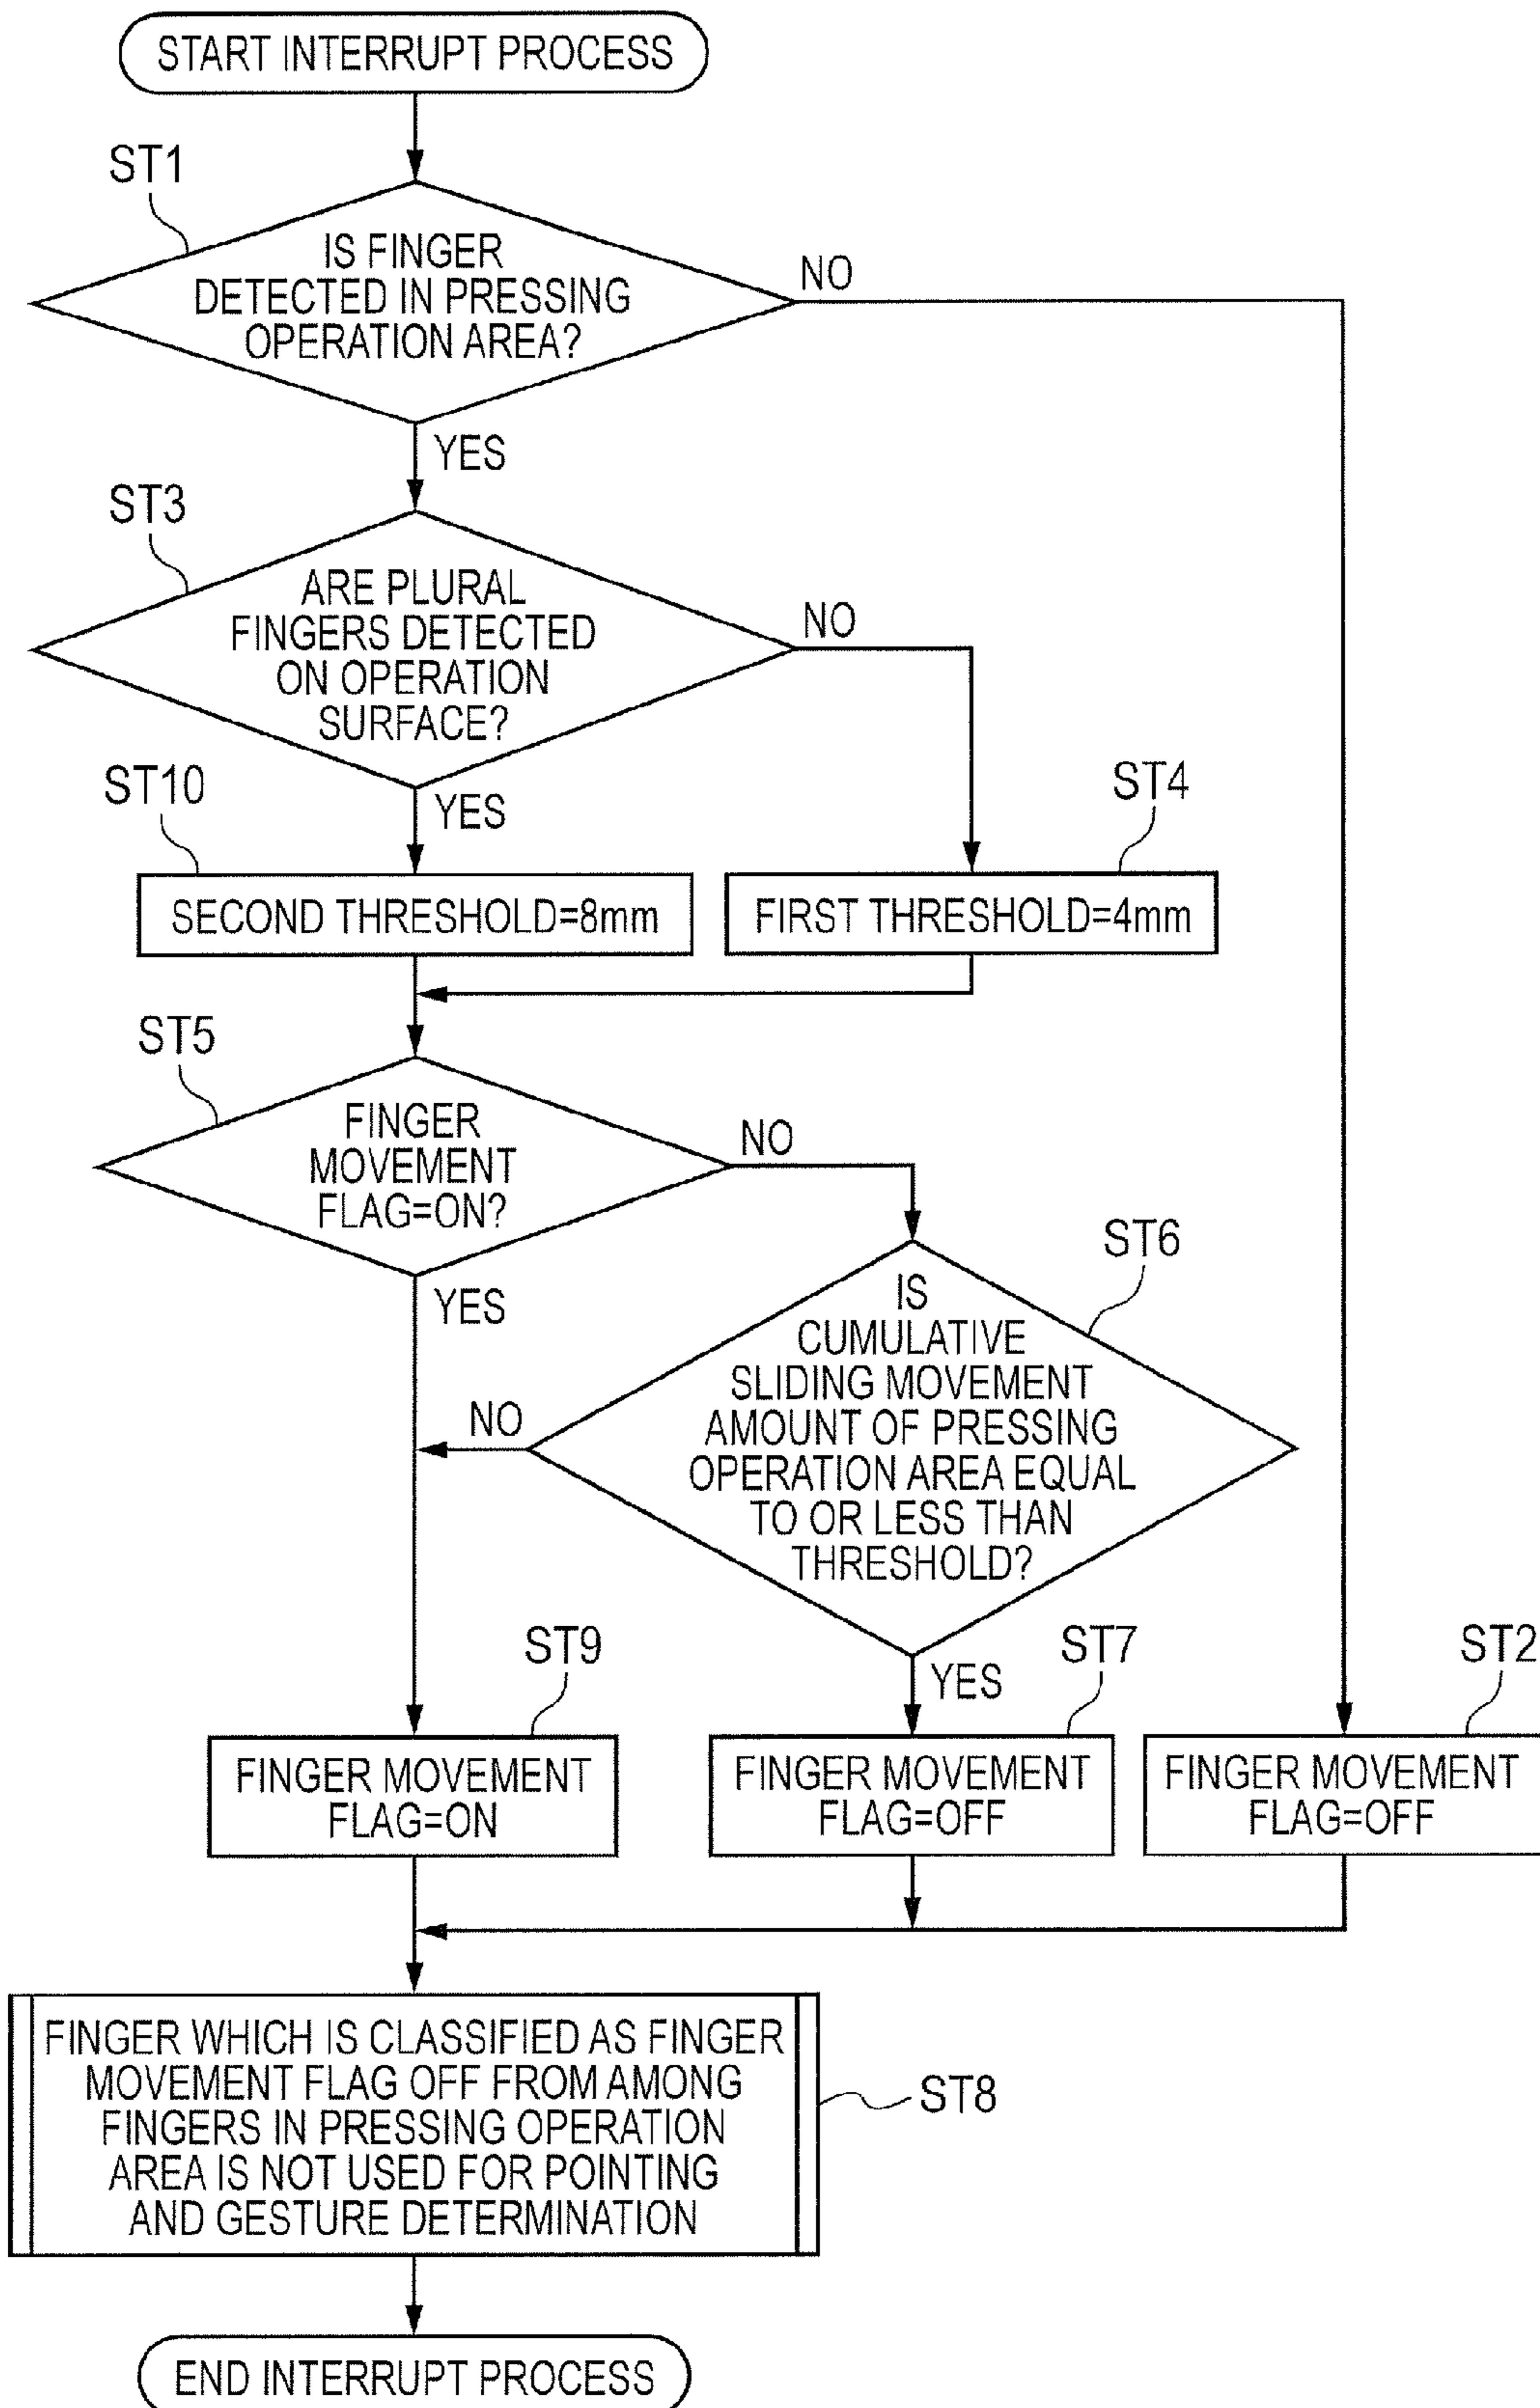 START INTERRUPT PROCESS
ST1
IS FINGER
DETECTED IN PRESSING
OPERATION AREA?
NO
YES
ST3
ARE PLURAL
FINGERS DETECTED
ON OPERATION
SURFACE?
NO
YES
ST10
SECOND THRESHOLD=8mm
ST4
FIRST THRESHOLD=4mm
ST5
FINGER
MOVEMENT
FLAG=ON?
NO
YES
ST6
IS
CUMULATIVE
SLIDING MOVEMENT
AMOUNT OF PRESSING
OPERATION AREA EQUAL
TO OR LESS THAN
THRESHOLD?
NO
YES
ST9
FINGER MOVEMENT
FLAG=ON
ST7
FINGER MOVEMENT
FLAG=OFF
ST2
FINGER MOVEMENT
FLAG=OFF
FINGER WHICH IS CLASSIFIED AS FINGER
MOVEMENT FLAG OFF FROM AMONG
FINGERS IN PRESSING OPERATION
AREA IS NOT USED FOR POINTING
AND GESTURE DETERMINATION
ST8
END INTERRUPT PROCESS